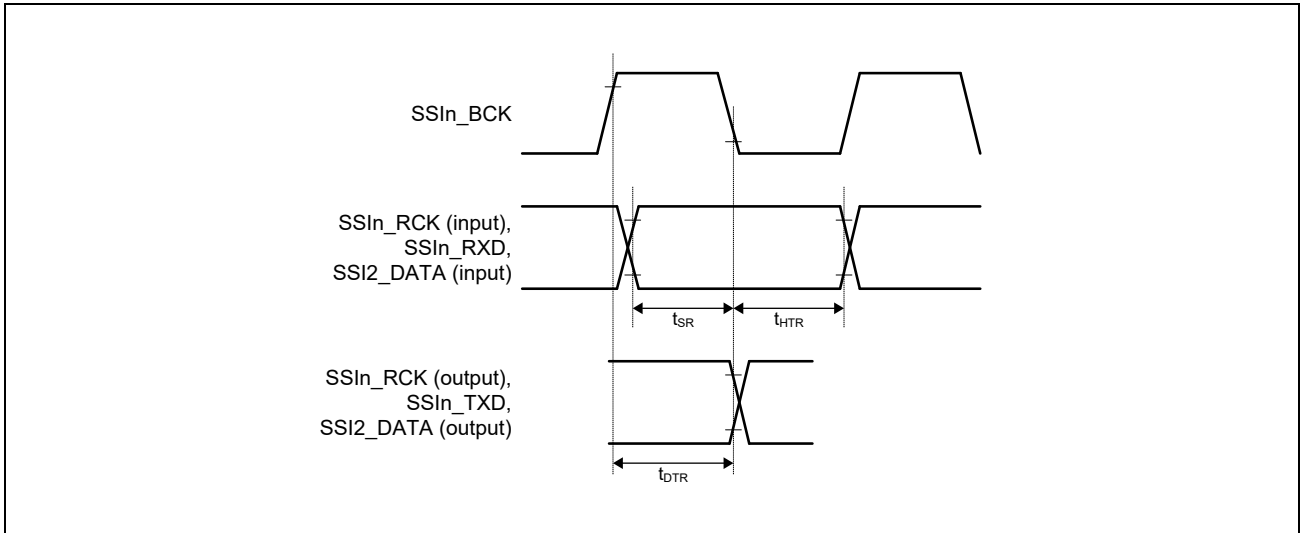 SSIn_BCK
SSIn_RCK (input),
SSIn_RXD,
SSI2_DATA (input)
tSR
tHTR
SSIn_RCK (output),
SSIn_TXD,
SSI2_DATA (output)
tDTR